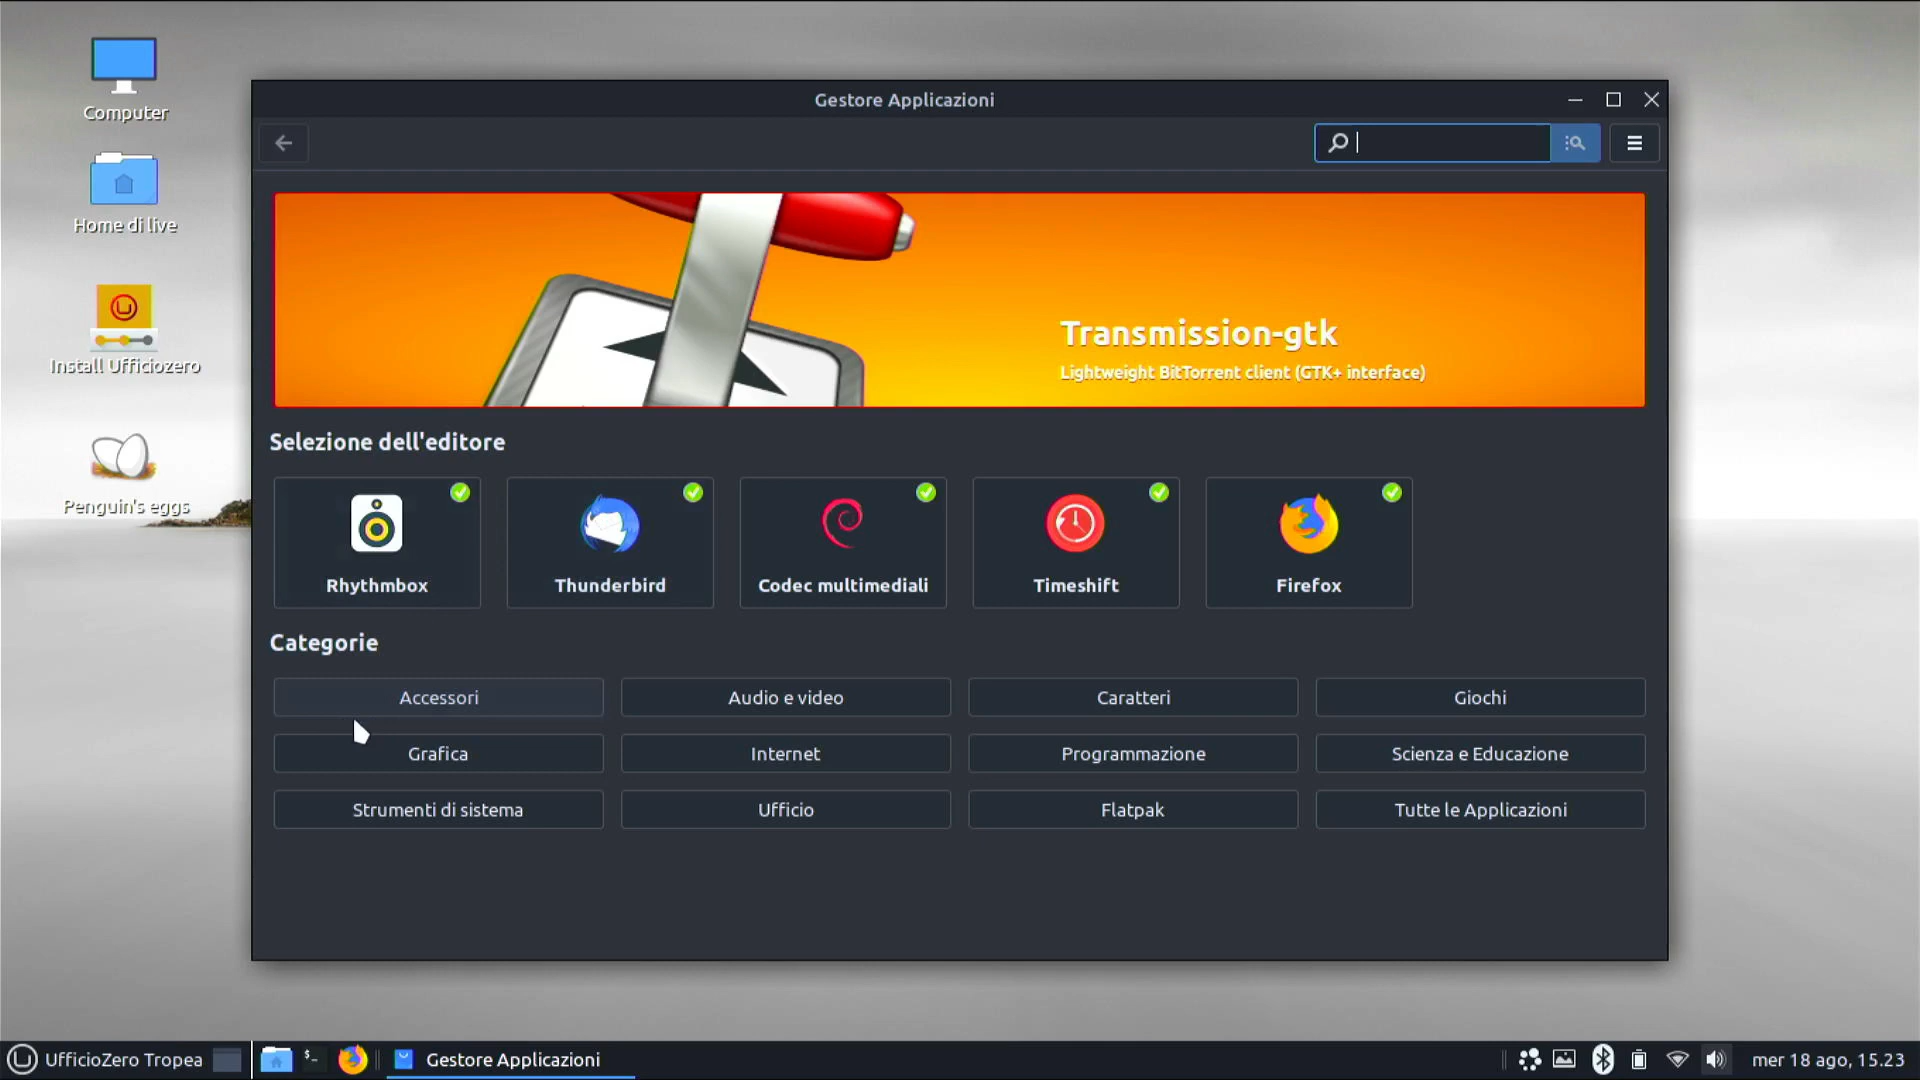 Computer
Home di live
Install Ufficiozero
Penguin's eggs
Gestore Applicazioni
Transmission-gtk
Lightweight BitTorrent client (GTK+ interface)
Selezione dell'editore
Rhythmbox
Thunderbird
Codec multimediali
Timeshift
Firefox
Categorie
Accessori
Audio e video
Caratteri
Giochi
Grafica
Internet
Programmazione
Scienza e Educazione
Strumenti di sistema
Ufficio
Flatpak
Tutte le Applicazioni
UfficioZero Tropea
$_
Gestore Applicazioni
mer 18 ago, 15.23